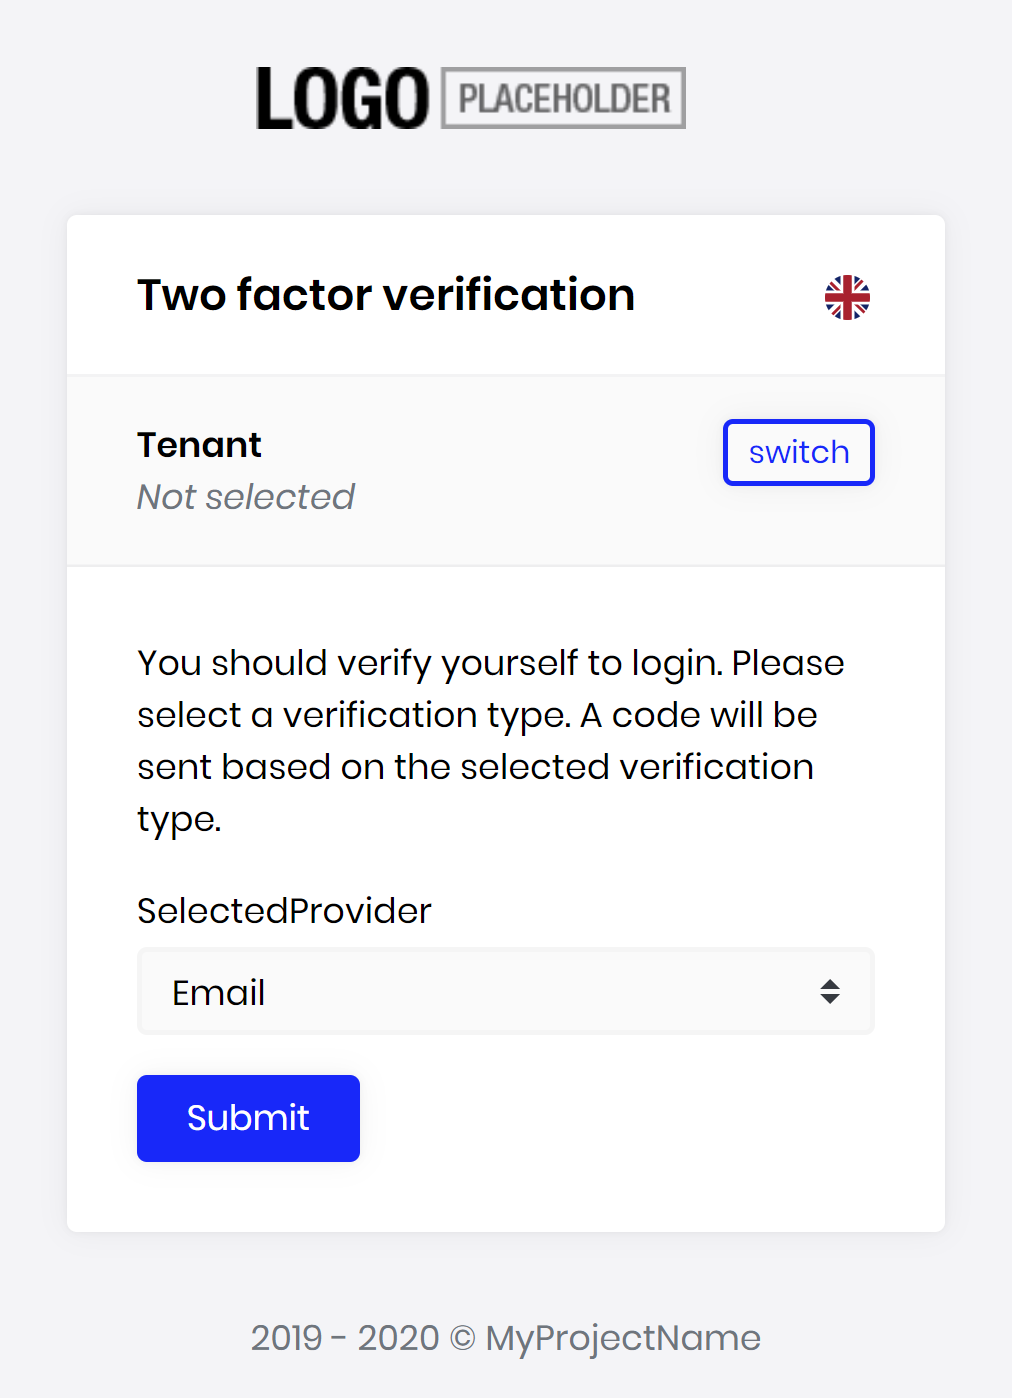 LOGO PLACEHOLDER
Two factor verification
Tenant
switch
Not selected
You should verify yourself to login. Please
select a verification type. A code will be
sent based on the selected verification
type.
SelectedProvider
Email
Submit
2019 - 2020 © MyProjectName